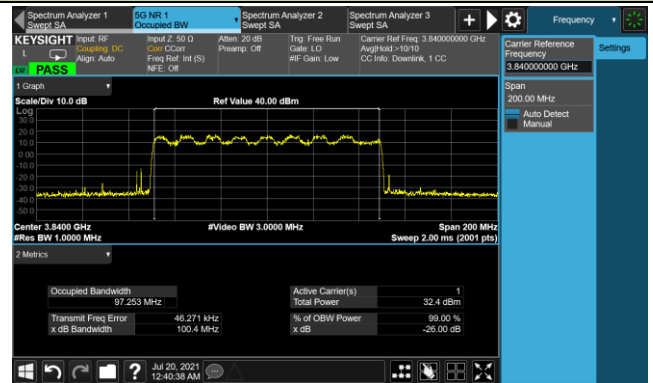 Spectrum Analyzer 1
Swept SA
5G NR 1
Occupied BW
Spectrum Analyzer 2
Swept SA
Spectrum Analyzer 3
Swept SA
Frequency
KEYSIGHT
L
PASS
Input: RF
Coupling: DC
Align: Auto
Input Z: 50 Ω
Corr CCorr
Freq Ref: Int (S)
NFE: Off
Atten: 20 dB
Preamp: Off
Trig: Free Run
Gate: LO
#IF Gain: Low
Carrier Ref Freq: 3.840000000 GHz
Avg|Hold:>10/10
CC Info: Downlink, 1 CC
Carrier Reference
Frequency
3.840000000 GHz
Span
200.00 MHz
Auto Detect
Manual
Settings
1 Graph
Scale/Div 10.0 dB
Ref Value 40.00 dBm
Log
30.0
20.0
10.0
0.00
-10.0
-20.0
-30.0
-40.0
-50.0
Center 3.8400 GHz
#Video BW 3.0000 MHz
Span 200 MHz
#Res BW 1.0000 MHz
Sweep 2.00 ms (2001 pts)
2 Metrics
Occupied Bandwidth
97.253 MHz
Active Carrier(s) 1
Total Power 32.4 dBm
Transmit Freq Error 46.271 kHz
x dB Bandwidth 100.4 MHz
% of OBW Power 99.00 %
x dB -26.00 dB
?
Jul 20, 2021
12:40:38 AM